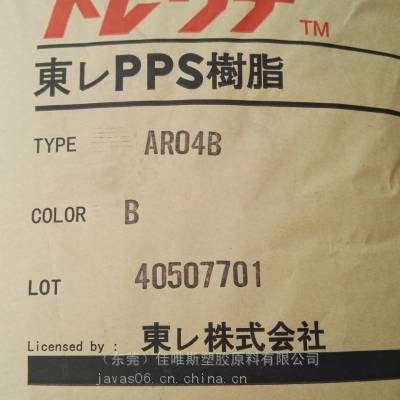 トレリナ™
東レPPS樹脂
TYPE AR04B
COLOR B
LOT 40507701
Licensed by : 東レ株式会社
(东莞)佳唯斯塑胶原料有限公司
javas06.cn.china.cn